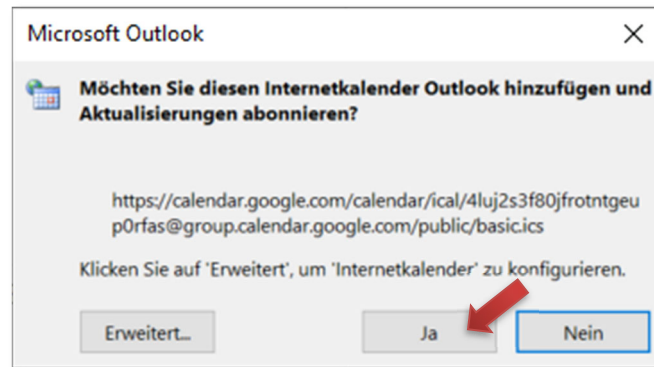 Microsoft Outlook
Möchten Sie diesen Internetkalender Outlook hinzufügen und
Aktualisierungen abonnieren?
https://calendar.google.com/calendar/ical/4luj2s3f80jfrotntgeu
p0rfas@group.calendar.google.com/public/basic.ics
Klicken Sie auf 'Erweitert', um 'Internetkalender' zu konfigurieren.
Erweitert... Ja Nein